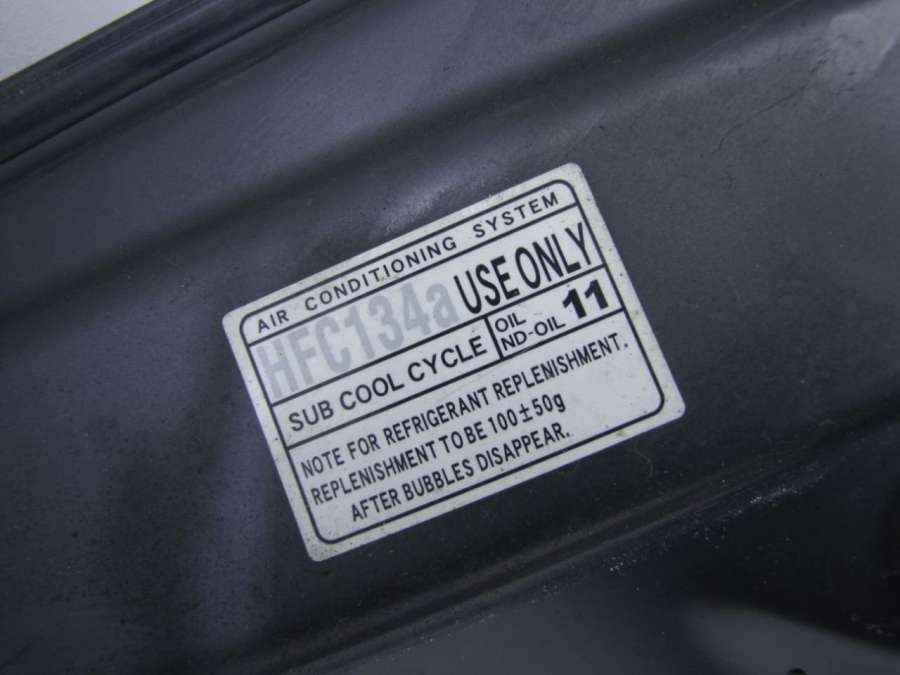 AIR CONDITIONING SYSTEM
HFC134a USE ONLY
SUB COOL CYCLE OIL ND-OIL 11
NOTE FOR REFRIGERANT REPLENISHMENT.
REPLENISHMENT TO BE 100±50g
AFTER BUBBLES DISAPPEAR.